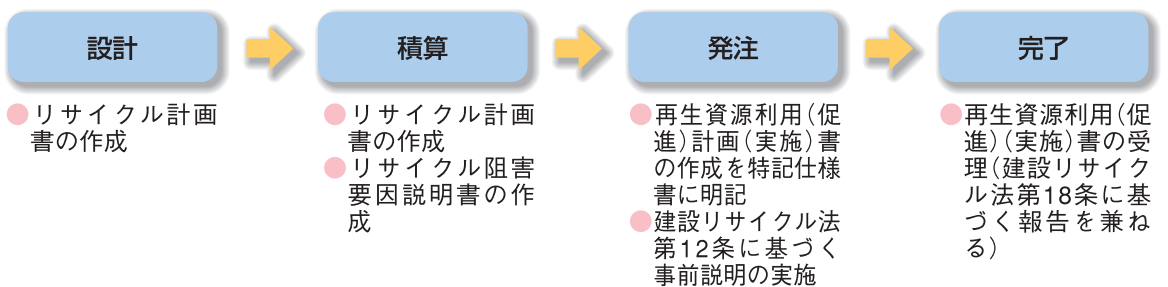 設計
●リサイクル計画
書の作成
積算
●リサイクル計画
書の作成
●リサイクル阻害
要因説明書の作
成
発注
●再生資源利用(促
進)計画(実施)書
の作成を特記仕様
書に明記
●建設リサイクル法
第12条に基づく
事前説明の実施
完了
●再生資源利用(促
進)(実施)書の受
理(建設リサイク
ル法第18条に基
づく報告を兼ね
る)